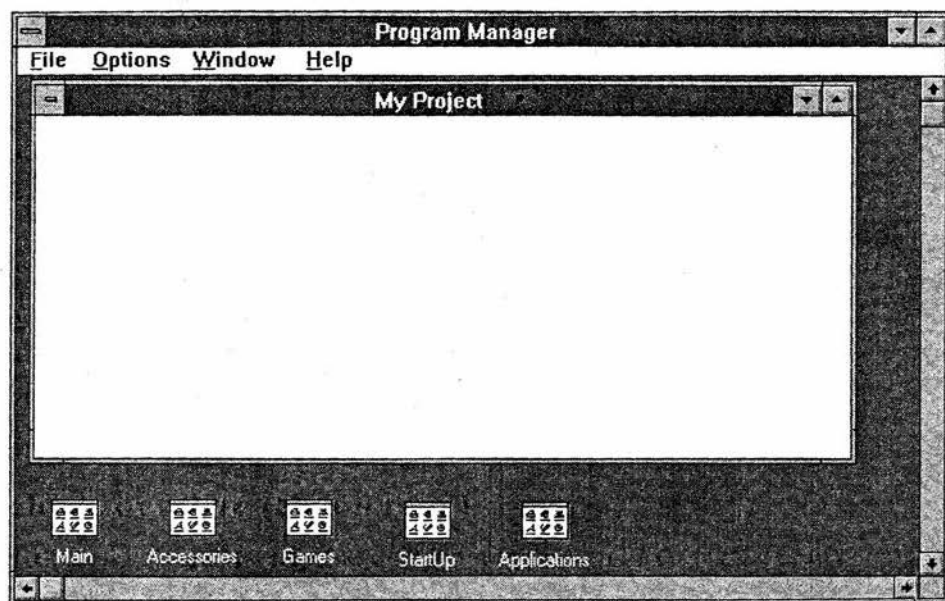 Program Manager
File Options Window Help
My Project
Main Accessories Games StartUp Applications